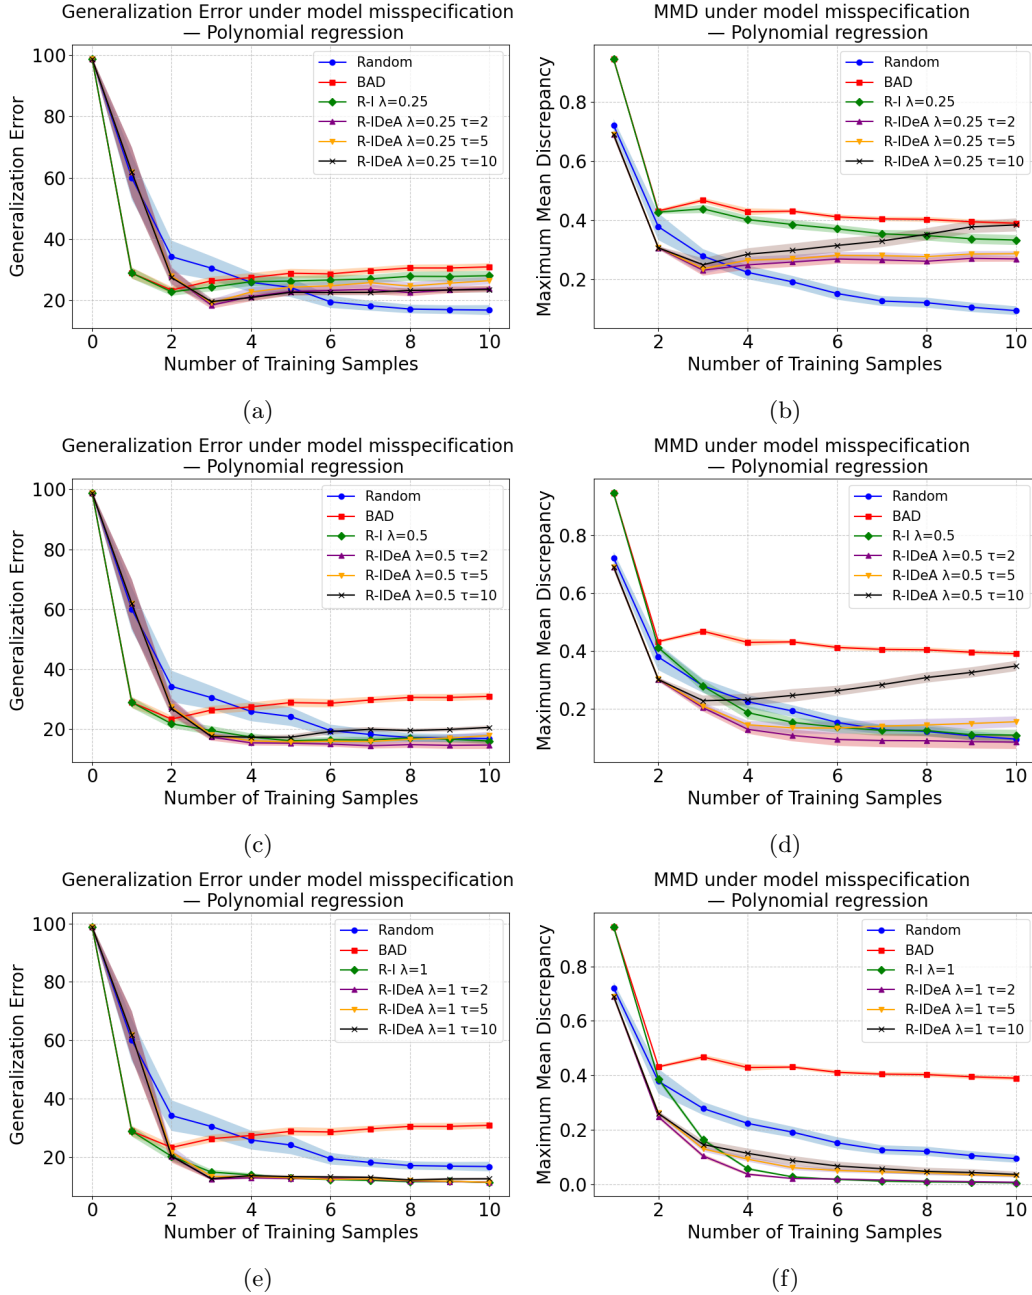 Generalization Error under model misspecification
— Polynomial regression
Generalization Error
100
80
60
40
20
Random
BAD
R-I λ=0.25
R-IDeA λ=0.25 τ=2
R-IDeA λ=0.25 τ=5
R-IDeA λ=0.25 τ=10
0 2 4 6 8 10
Number of Training Samples
(a)
MMD under model misspecification
— Polynomial regression
Maximum Mean Discrepancy
0.8
0.6
0.4
0.2
Random
BAD
R-I λ=0.25
R-IDeA λ=0.25 τ=2
R-IDeA λ=0.25 τ=5
R-IDeA λ=0.25 τ=10
2 4 6 8 10
Number of Training Samples
(b)
Generalization Error under model misspecification
— Polynomial regression
Generalization Error
100
80
60
40
20
Random
BAD
R-I λ=0.5
R-IDeA λ=0.5 τ=2
R-IDeA λ=0.5 τ=5
R-IDeA λ=0.5 τ=10
0 2 4 6 8 10
Number of Training Samples
(c)
MMD under model misspecification
— Polynomial regression
Maximum Mean Discrepancy
0.8
0.6
0.4
0.2
Random
BAD
R-I λ=0.5
R-IDeA λ=0.5 τ=2
R-IDeA λ=0.5 τ=5
R-IDeA λ=0.5 τ=10
2 4 6 8 10
Number of Training Samples
(d)
Generalization Error under model misspecification
— Polynomial regression
Generalization Error
100
80
60
40
20
Random
BAD
R-I λ=1
R-IDeA λ=1 τ=2
R-IDeA λ=1 τ=5
R-IDeA λ=1 τ=10
0 2 4 6 8 10
Number of Training Samples
(e)
MMD under model misspecification
— Polynomial regression
Maximum Mean Discrepancy
0.8
0.6
0.4
0.2
0.0
Random
BAD
R-I λ=1
R-IDeA λ=1 τ=2
R-IDeA λ=1 τ=5
R-IDeA λ=1 τ=10
2 4 6 8 10
Number of Training Samples
(f)